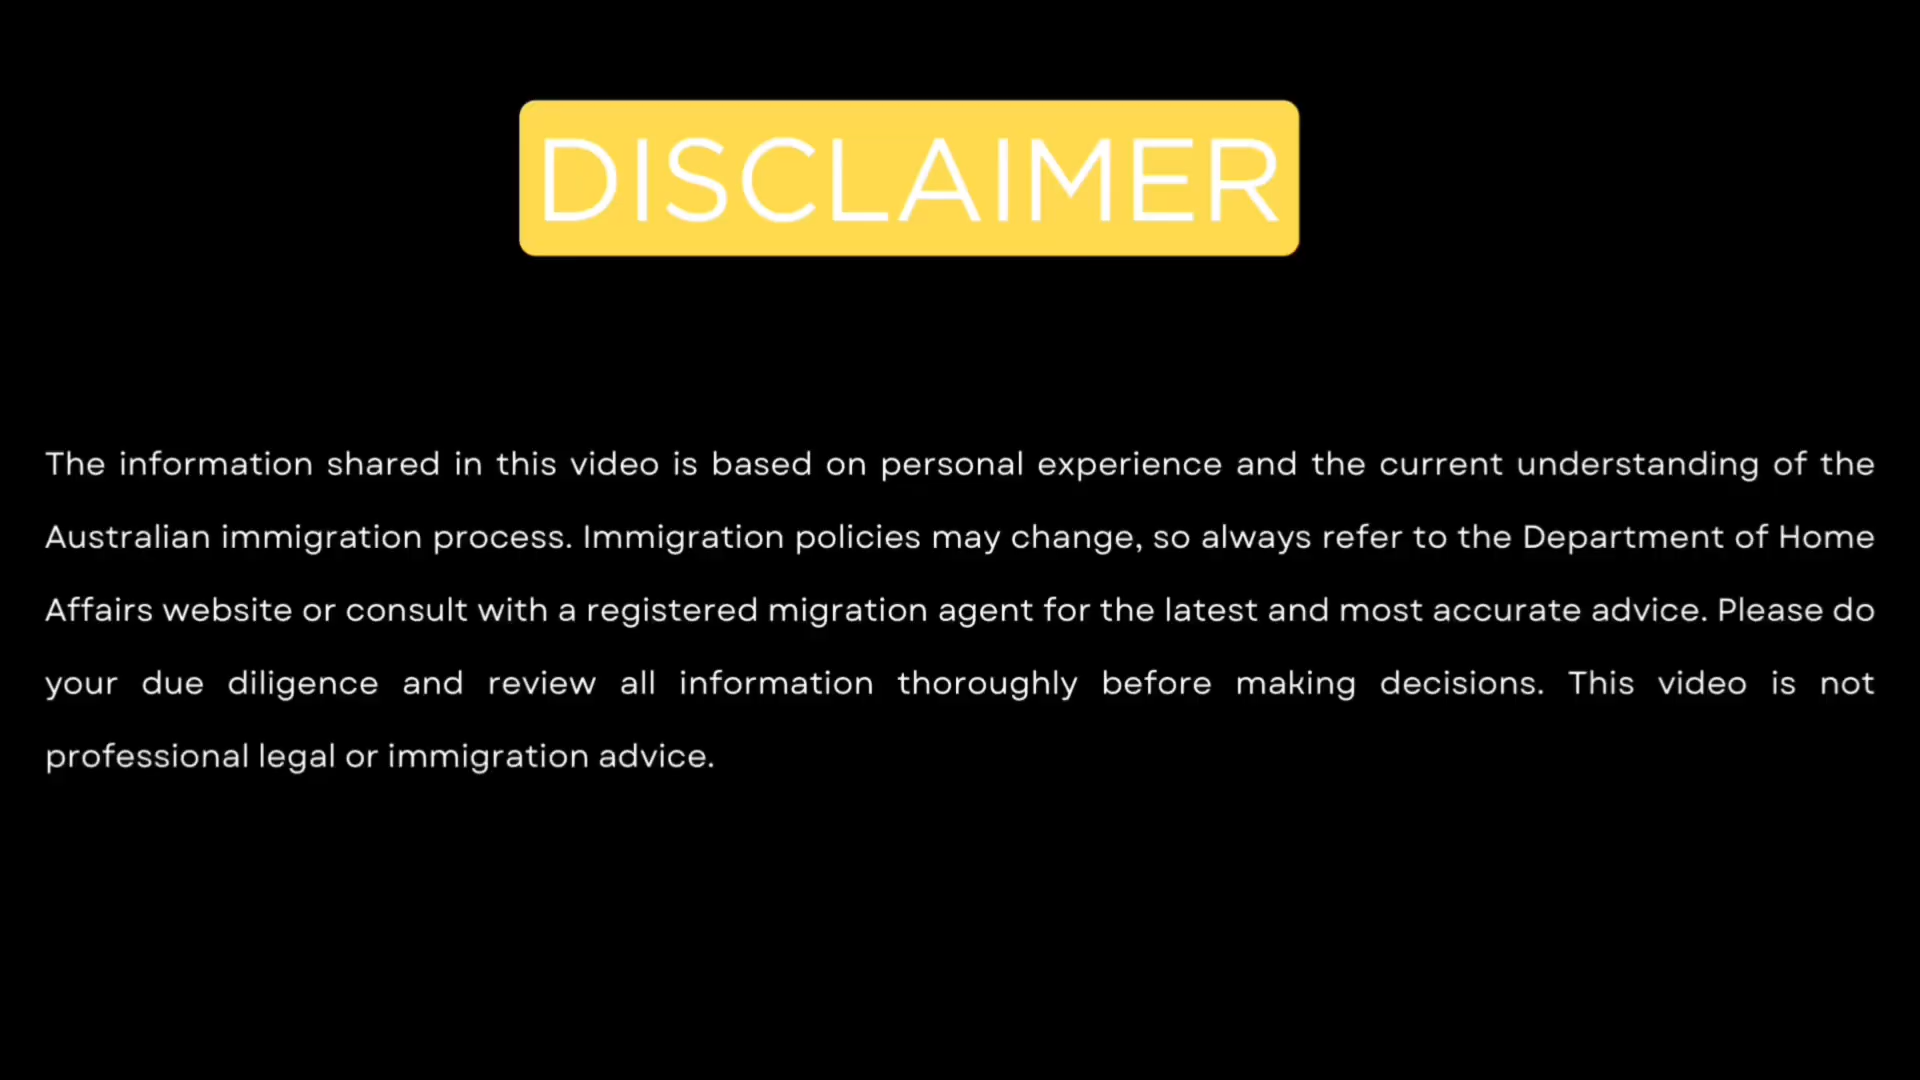 DISCLAIMER
The information shared in this video is based on personal experience and the current understanding of the
Australian immigration process. Immigration policies may change, so always refer to the Department of Home
Affairs website or consult with a registered migration agent for the latest and most accurate advice. Please do
your due diligence and review all information thoroughly before making decisions. This video is not
professional legal or immigration advice.